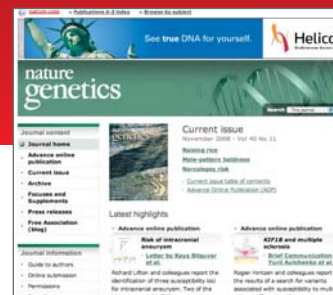 nature.com
Publications A-Z index
Browse by subject
See true DNA for yourself.
Helico
nature
genetics
Search
This journal
Journal content
Journal home
Advance online
publication
Current issue
Archive
Focuses and
Supplements
Press releases
Free Association
(blog)
Journal information
Guide to authors
Online submission
Permissions
genetics
Current issue
November 2008 - Vol 40 No 11
Raising rice
Male-pattern baldness
Narcolepsy risk
Current issue table of contents
Advance Online Publication (AOP)
Latest highlights
Advance online publication
Risk of intracranial
aneurysm
Letter by Kaya Bilguvar
et al.
Richard Lifton and colleagues report the
identification of three susceptibility loci
for intracranial aneurysm. Two of the
Advance online publication
KIF1B and multiple
sclerosis
Brief Communication
Yurii Aulchenko et al.
Rogier Hintzen and colleagues report
the results of a search for variants
associated with susceptibility to mult